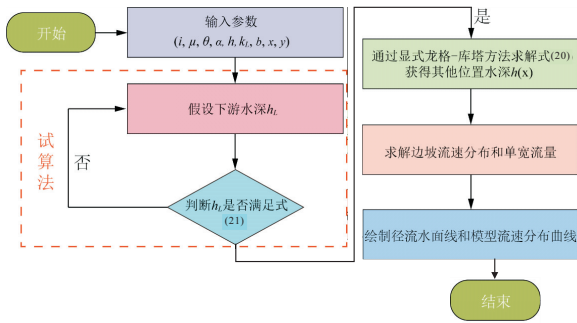 开始
输入参数
(i, μ, θ, α, h, k_L, b, x, y)
试算法
假设下游水深h_L
否
判断h_L是否满足式
(21)
是
通过显式龙格-库塔方法求解式(20)
获得其他位置水深h(x)
求解边坡流速分布和单宽流量
绘制径流水面线和模型流速分布曲线
结束